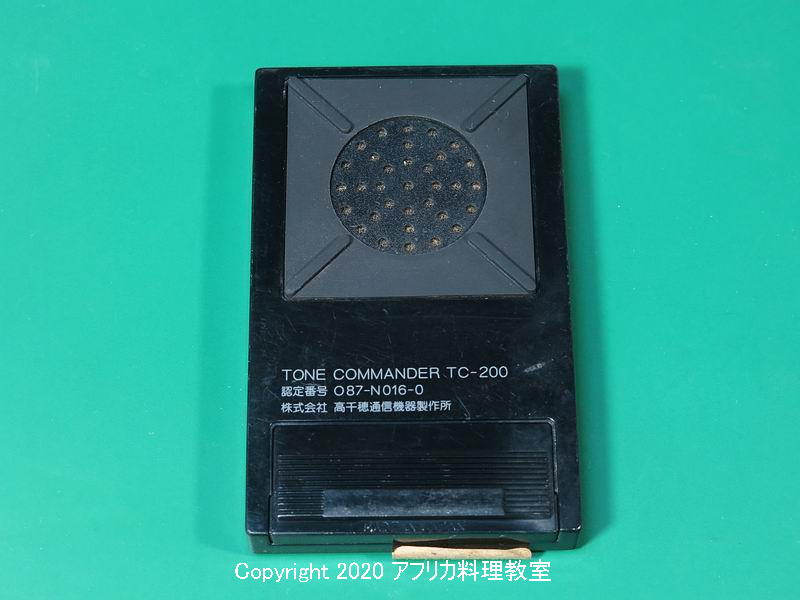 TONE COMMANDER TC-200
認定番号 O87-N016-0
株式会社 高千穂通信機器製作所
Copyright 2020 アフリカ料理教室